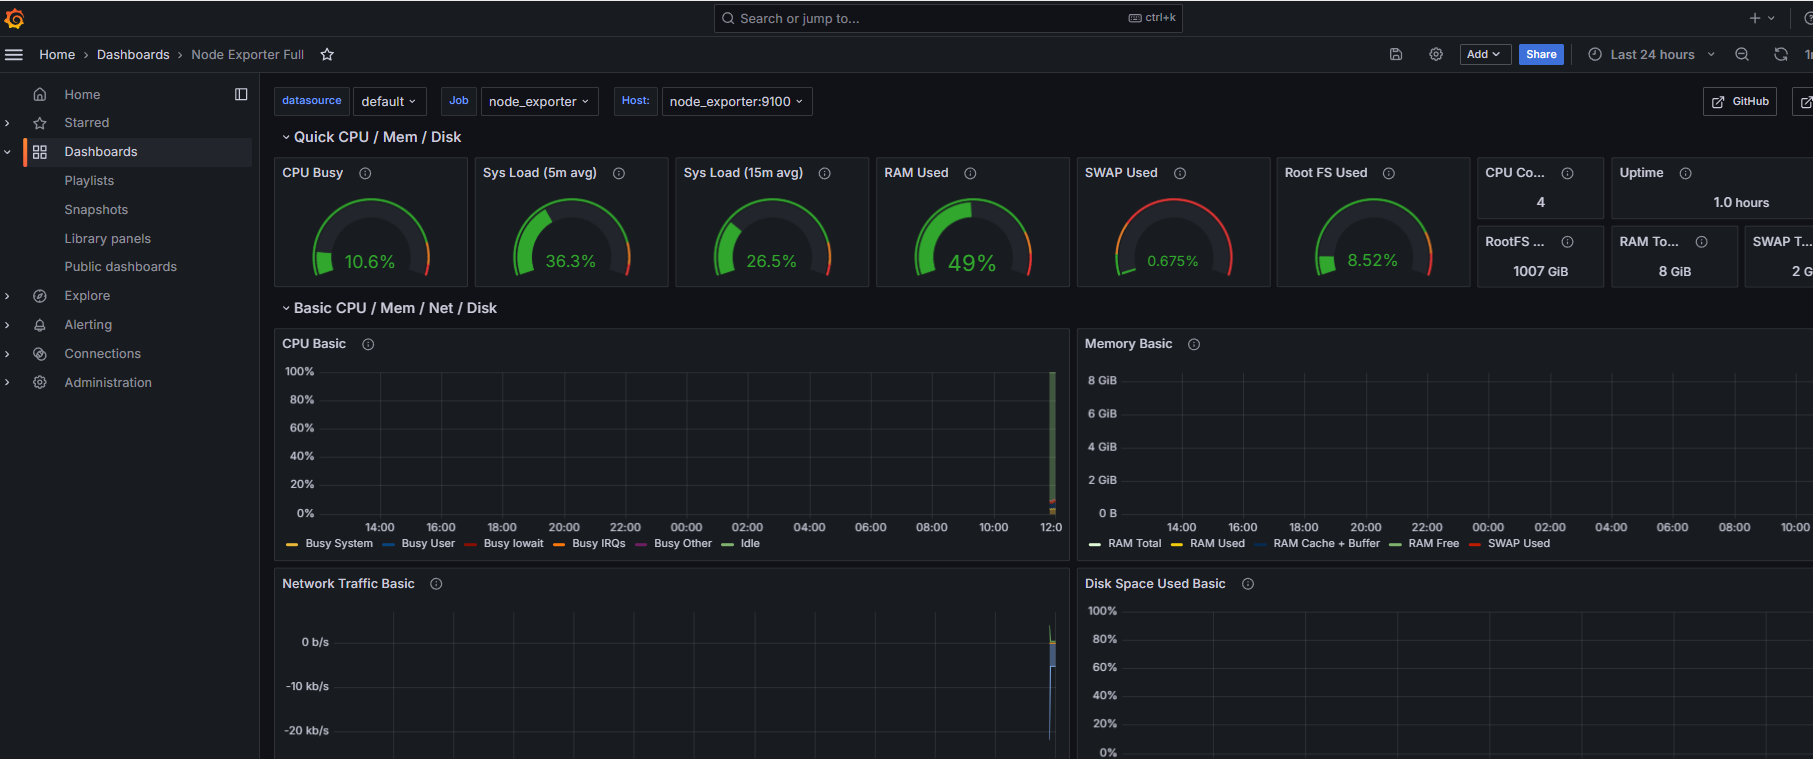 Search or jump to...
ctrl+k
Home › Dashboards › Node Exporter Full
Add
Share
Last 24 hours
Home
Starred
Dashboards
Playlists
Snapshots
Library panels
Public dashboards
Explore
Alerting
Connections
Administration
datasource default Job node_exporter Host: node_exporter:9100
GitHub
Quick CPU / Mem / Disk
CPU Busy
10.6%
Sys Load (5m avg)
36.3%
Sys Load (15m avg)
26.5%
RAM Used
49%
SWAP Used
0.675%
Root FS Used
8.52%
CPU Co...
4
Uptime
1.0 hours
RootFS ...
1007 GiB
RAM To...
8 GiB
SWAP T...
2 G
Basic CPU / Mem / Net / Disk
CPU Basic
100%
80%
60%
40%
20%
0%
14:00 16:00 18:00 20:00 22:00 00:00 02:00 04:00 06:00 08:00 10:00 12:0
Busy System Busy User Busy Iowait Busy IRQs Busy Other Idle
Memory Basic
8 GiB
6 GiB
4 GiB
2 GiB
0 B
14:00 16:00 18:00 20:00 22:00 00:00 02:00 04:00 06:00 08:00 10:00
RAM Total RAM Used RAM Cache + Buffer RAM Free SWAP Used
Network Traffic Basic
0 b/s
-10 kb/s
-20 kb/s
Disk Space Used Basic
100%
80%
60%
40%
20%
0%